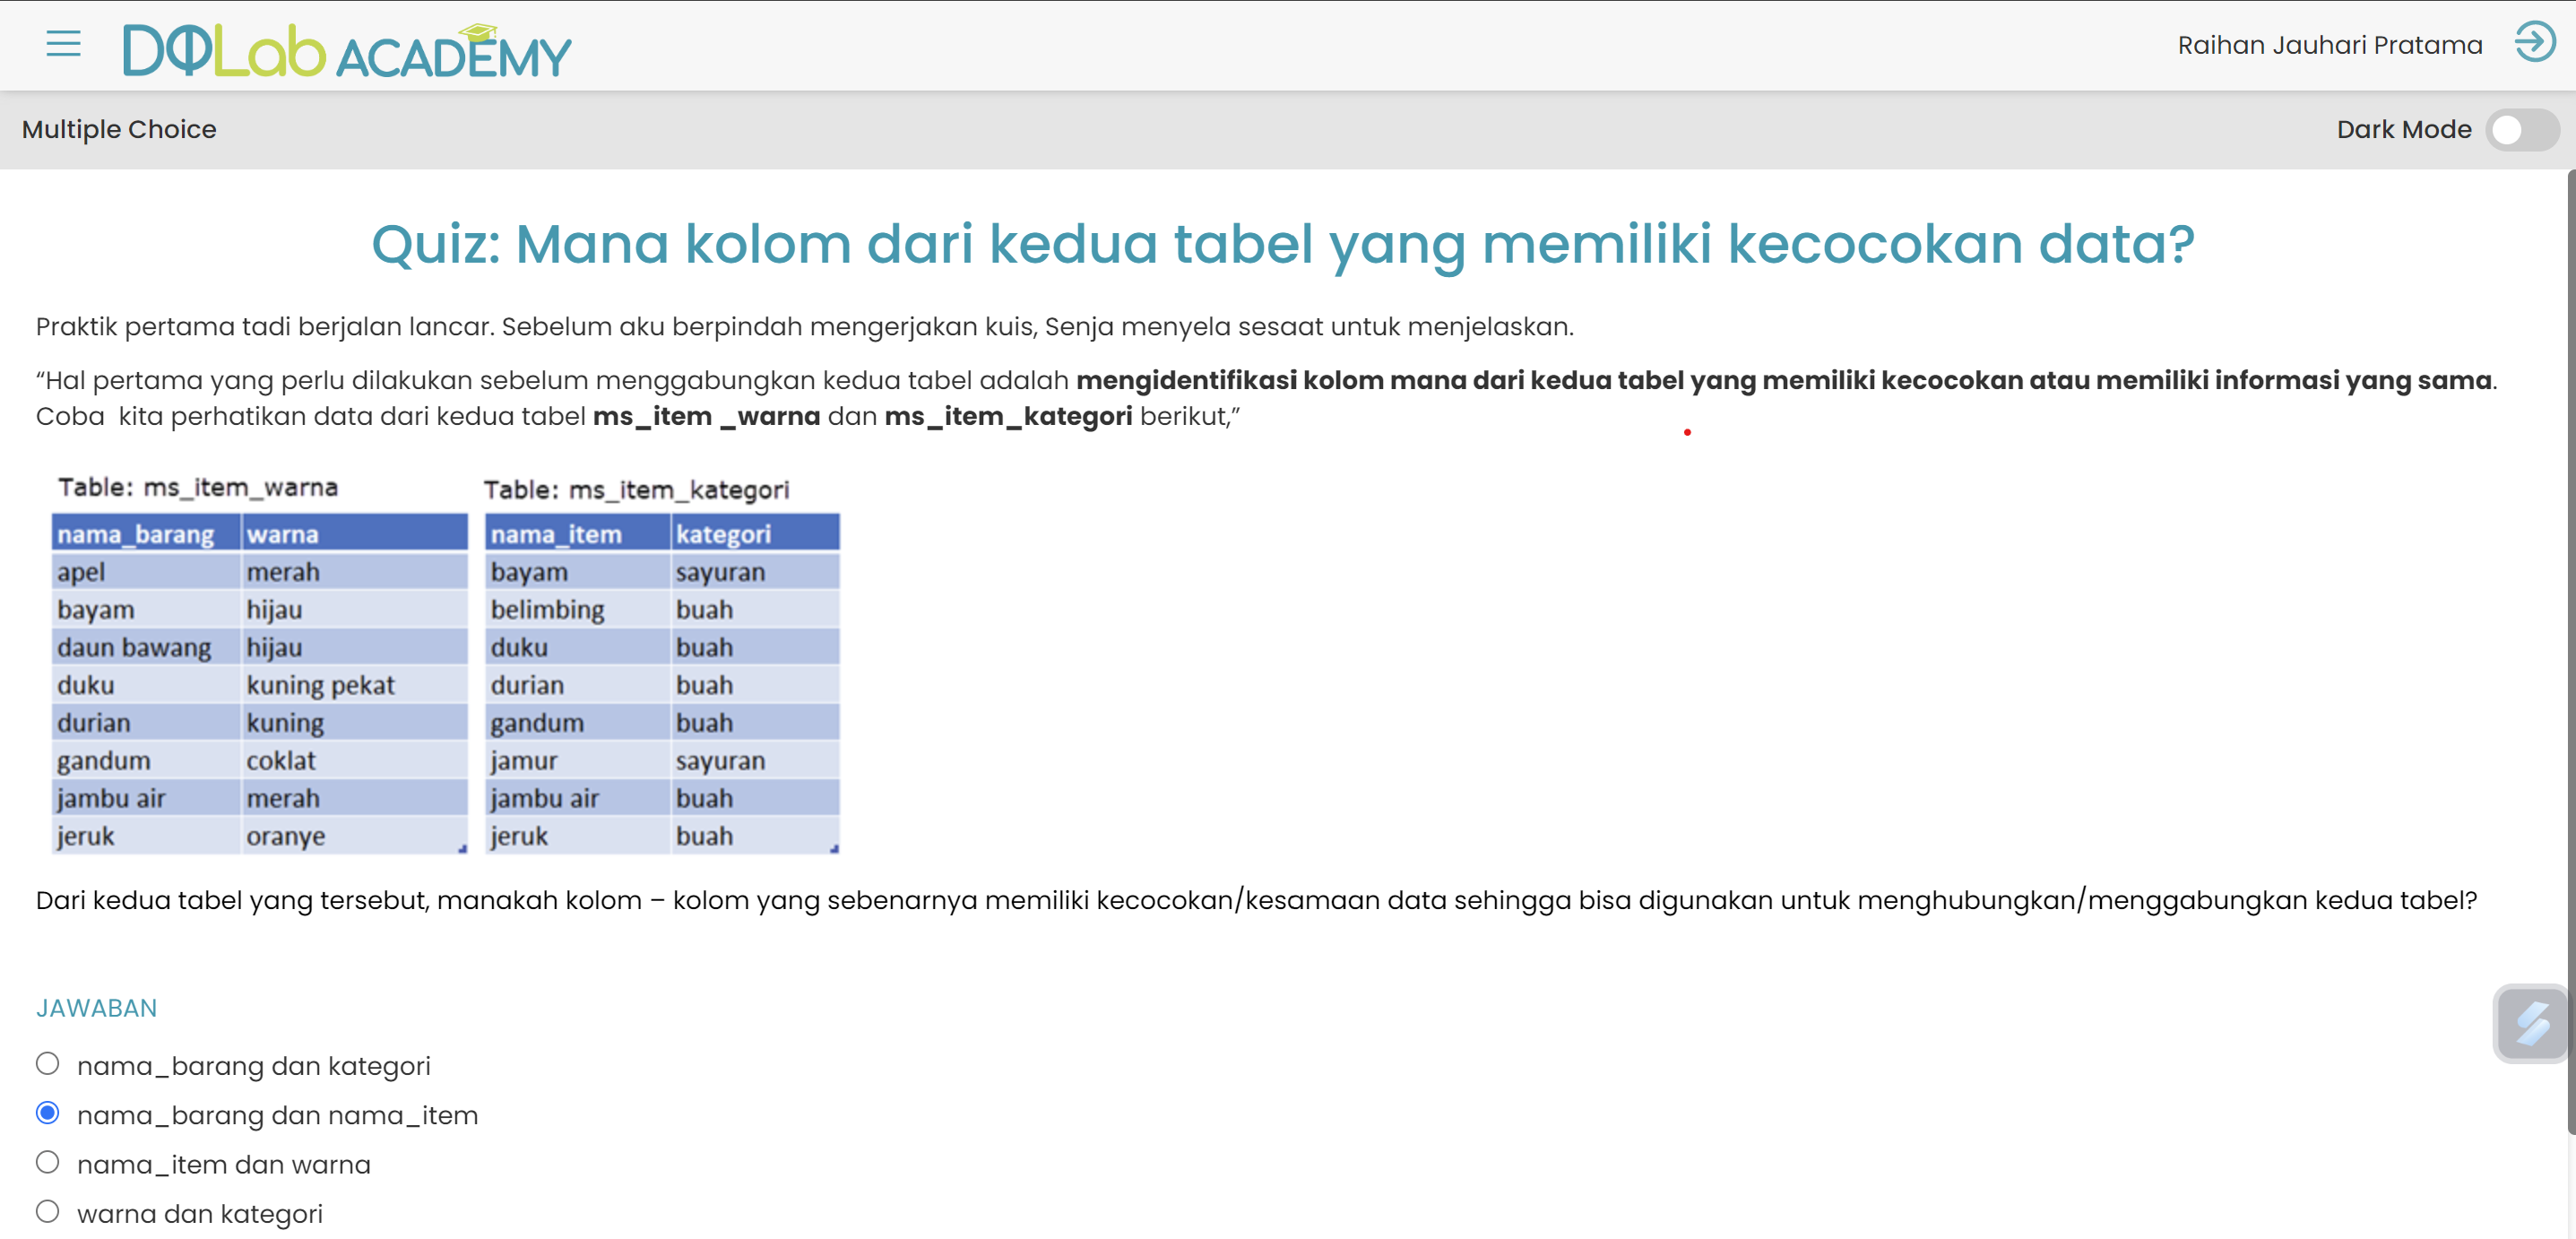 DQLab ACADEMY
Raihan Jauhari Pratama
Multiple Choice
Dark Mode
Quiz: Mana kolom dari kedua tabel yang memiliki kecocokan data?
Praktik pertama tadi berjalan lancar. Sebelum aku berpindah mengerjakan kuis, Senja menyela sesaat untuk menjelaskan.
“Hal pertama yang perlu dilakukan sebelum menggabungkan kedua tabel adalah mengidentifikasi kolom mana dari kedua tabel yang memiliki kecocokan atau memiliki informasi yang sama.
Coba  kita perhatikan data dari kedua tabel ms_item _warna dan ms_item_kategori berikut,”
Table: ms_item_warna
nama_barang warna
apel merah
bayam hijau
daun bawang hijau
duku kuning pekat
durian kuning
gandum coklat
jambu air merah
jeruk oranye
Table: ms_item_kategori
nama_item kategori
bayam sayuran
belimbing buah
duku buah
durian buah
gandum buah
jamur sayuran
jambu air buah
jeruk buah
Dari kedua tabel yang tersebut, manakah kolom – kolom yang sebenarnya memiliki kecocokan/kesamaan data sehingga bisa digunakan untuk menghubungkan/menggabungkan kedua tabel?
JAWABAN
nama_barang dan kategori
nama_barang dan nama_item
nama_item dan warna
warna dan kategori